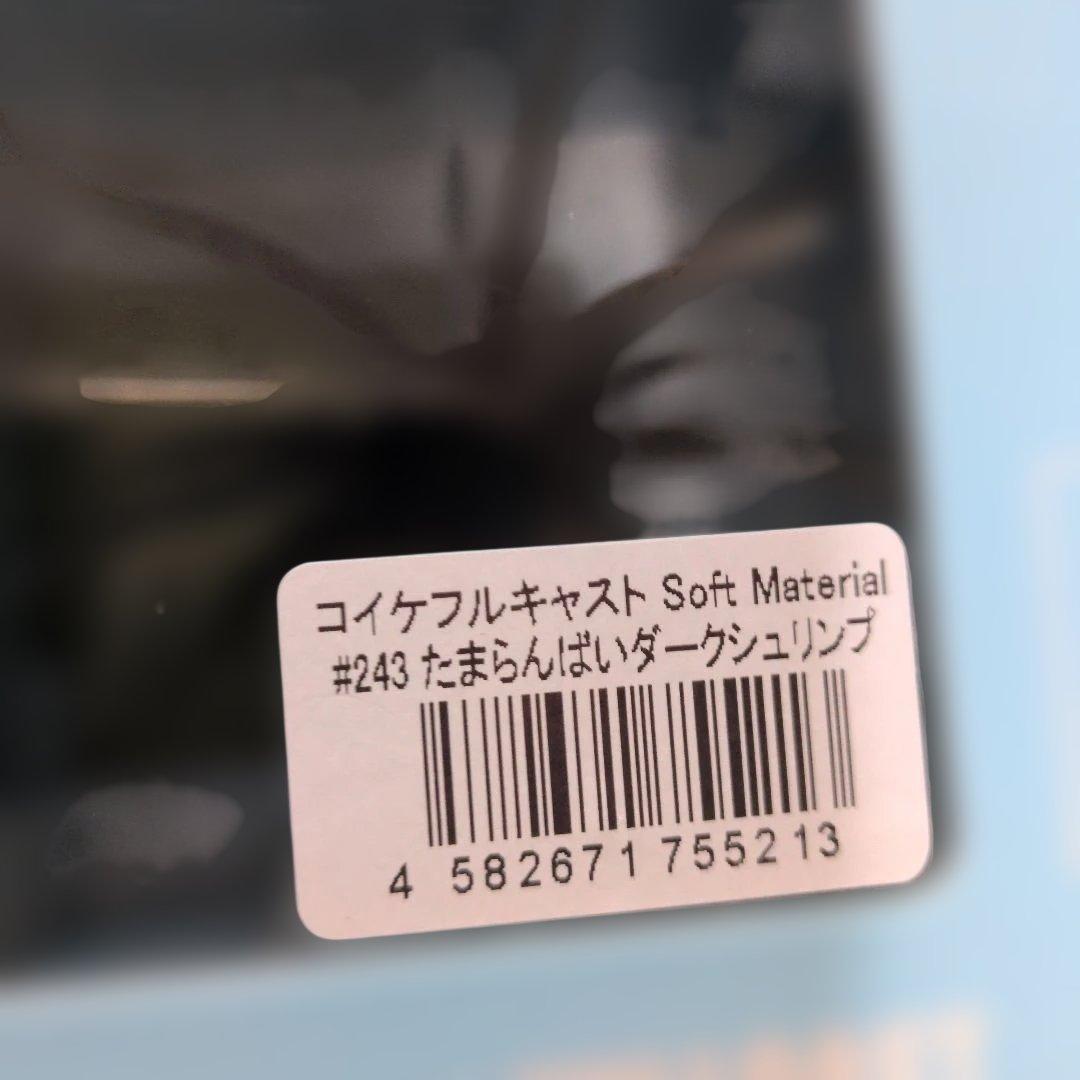 コイケフルキャスト Soft Material
#243 たまらんばいダークシュリンプ
4 582671 755213